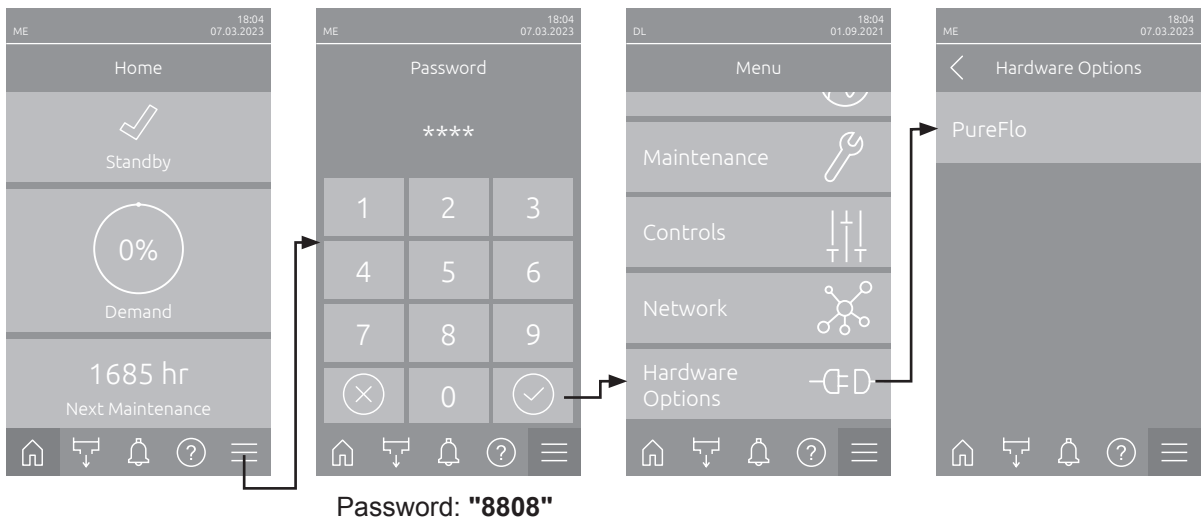 18:04
ME 07.03.2023
Home
Standby
0%
Demand
1685 hr
Next Maintenance
?
18:04
ME 07.03.2023
Password
****
1 2 3
4 5 6
7 8 9
0
?
Password: "8808"
18:04
DL 01.09.2021
Menu
Maintenance
Controls
Network
Hardware
Options
?
18:04
ME 07.03.2023
Hardware Options
PureFlo
?